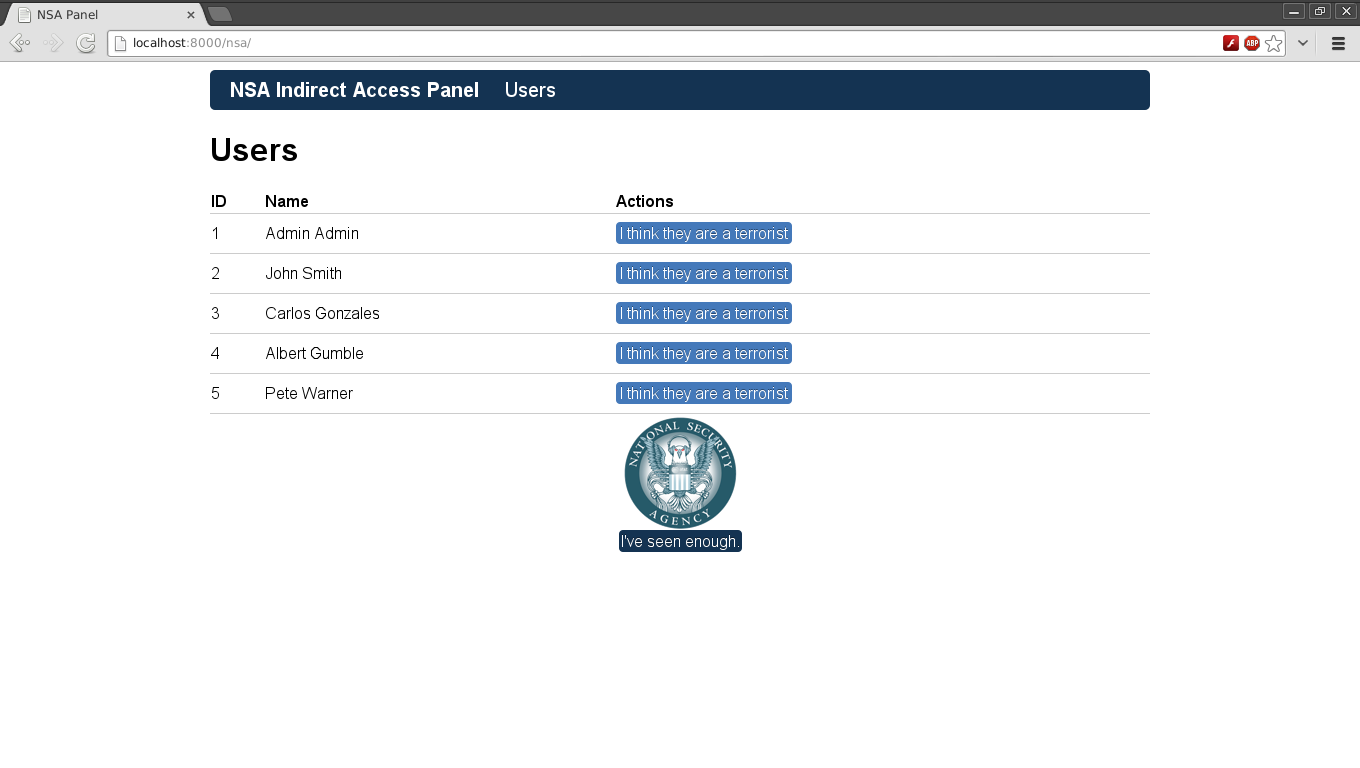 NSA Panel
localhost:8000/nsa/
ABP
NSA Indirect Access Panel Users
Users
ID Name Actions
1 Admin Admin I think they are a terrorist
2 John Smith I think they are a terrorist
3 Carlos Gonzales I think they are a terrorist
4 Albert Gumble I think they are a terrorist
5 Pete Warner I think they are a terrorist
NATIONAL SECURITY
AGENCY
I've seen enough.